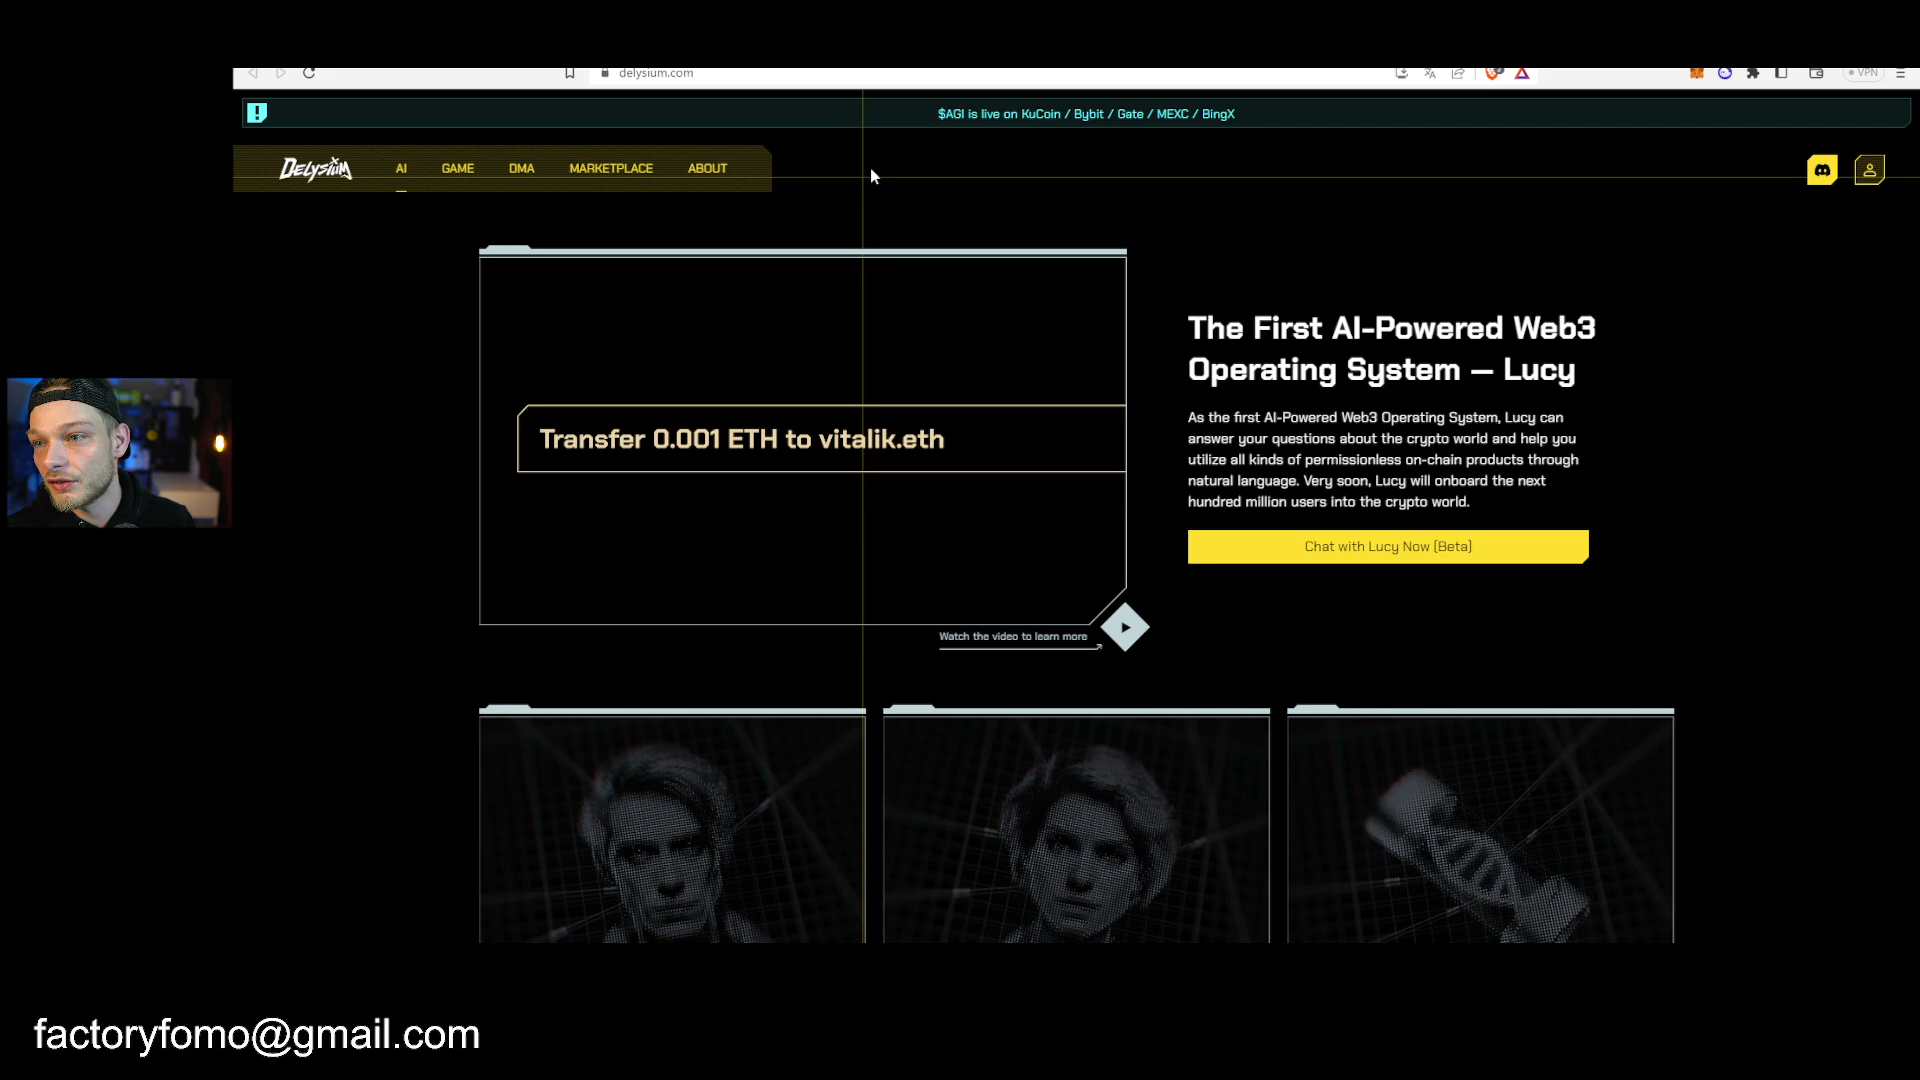 delysium.com
VPN
$AGI is live on KuCoin / Bybit / Gate / MEXC / BingX
DELYSIUM
AI
GAME
DMA
MARKETPLACE
ABOUT
Transfer 0.001 ETH to vitalik.eth
The First AI-Powered Web3
Operating System — Lucy
As the first AI-Powered Web3 Operating System, Lucy can
answer your questions about the crypto world and help you
utilize all kinds of permissionless on-chain products through
natural language. Very soon, Lucy will onboard the next
hundred million users into the crypto world.
Chat with Lucy Now [Beta]
Watch the video to learn more
factoryfomo@gmail.com